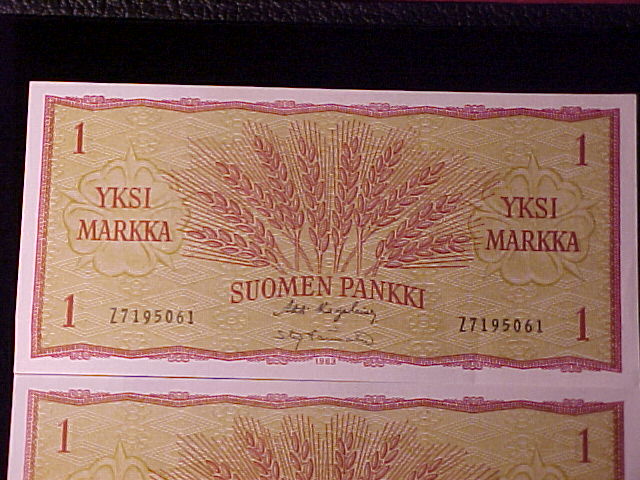 1 1
YKSI MARKKA
YKSI MARKKA
SUOMEN PANKKI
1 Z7195061
Z7195061 1
1963
1 1